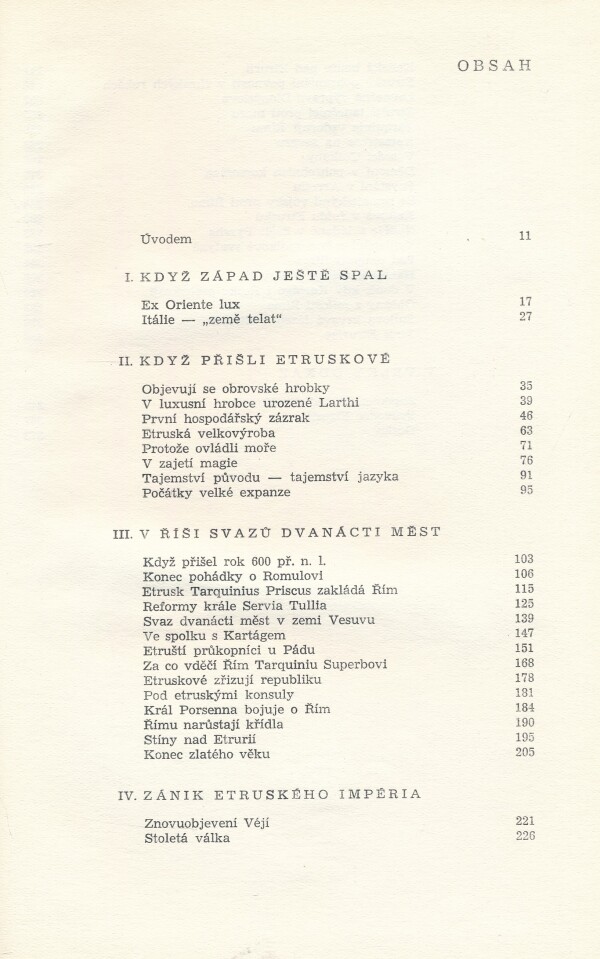 OBSAH
Úvodem 11
I. KDYŽ ZÁPAD JEŠTĚ SPAL
Ex Oriente lux 17
Itálie — „země telat“ 27
II. KDYŽ PŘIŠLI ETRUSKOVÉ
Objevují se obrovské hrobky 35
V luxusní hrobce urozené Larthi 39
První hospodářský zázrak 46
Etruská velkovýroba 63
Protože ovládli moře 71
V zajetí magie 76
Tajemství původu — tajemství jazyka 91
Počátky velké expanze 95
III. V ŘÍŠI SVAZŮ DVANÁCTI MĚST
Když přišel rok 600 př. n. l. 103
Konec pohádky o Romulovi 106
Etrusk Tarquinius Priscus zakládá Řím 115
Reformy krále Servia Tullia 125
Svaz dvanácti měst v zemi Vesuvu 139
Ve spolku s Kartágem 147
Etruští průkopníci u Pádu 151
Za co vděčí Řím Tarquiniu Superbovi 168
Etruskové zřizují republiku 178
Pod etruskými konsuly 181
Král Porsenna bojuje o Řím 184
Římu narůstají křídla 190
Stíny nad Etrurií 195
Konec zlatého věku 205
IV. ZÁNIK ETRUSKÉHO IMPÉRIA
Znovuobjevení Véjí 221
Stoletá válka 226